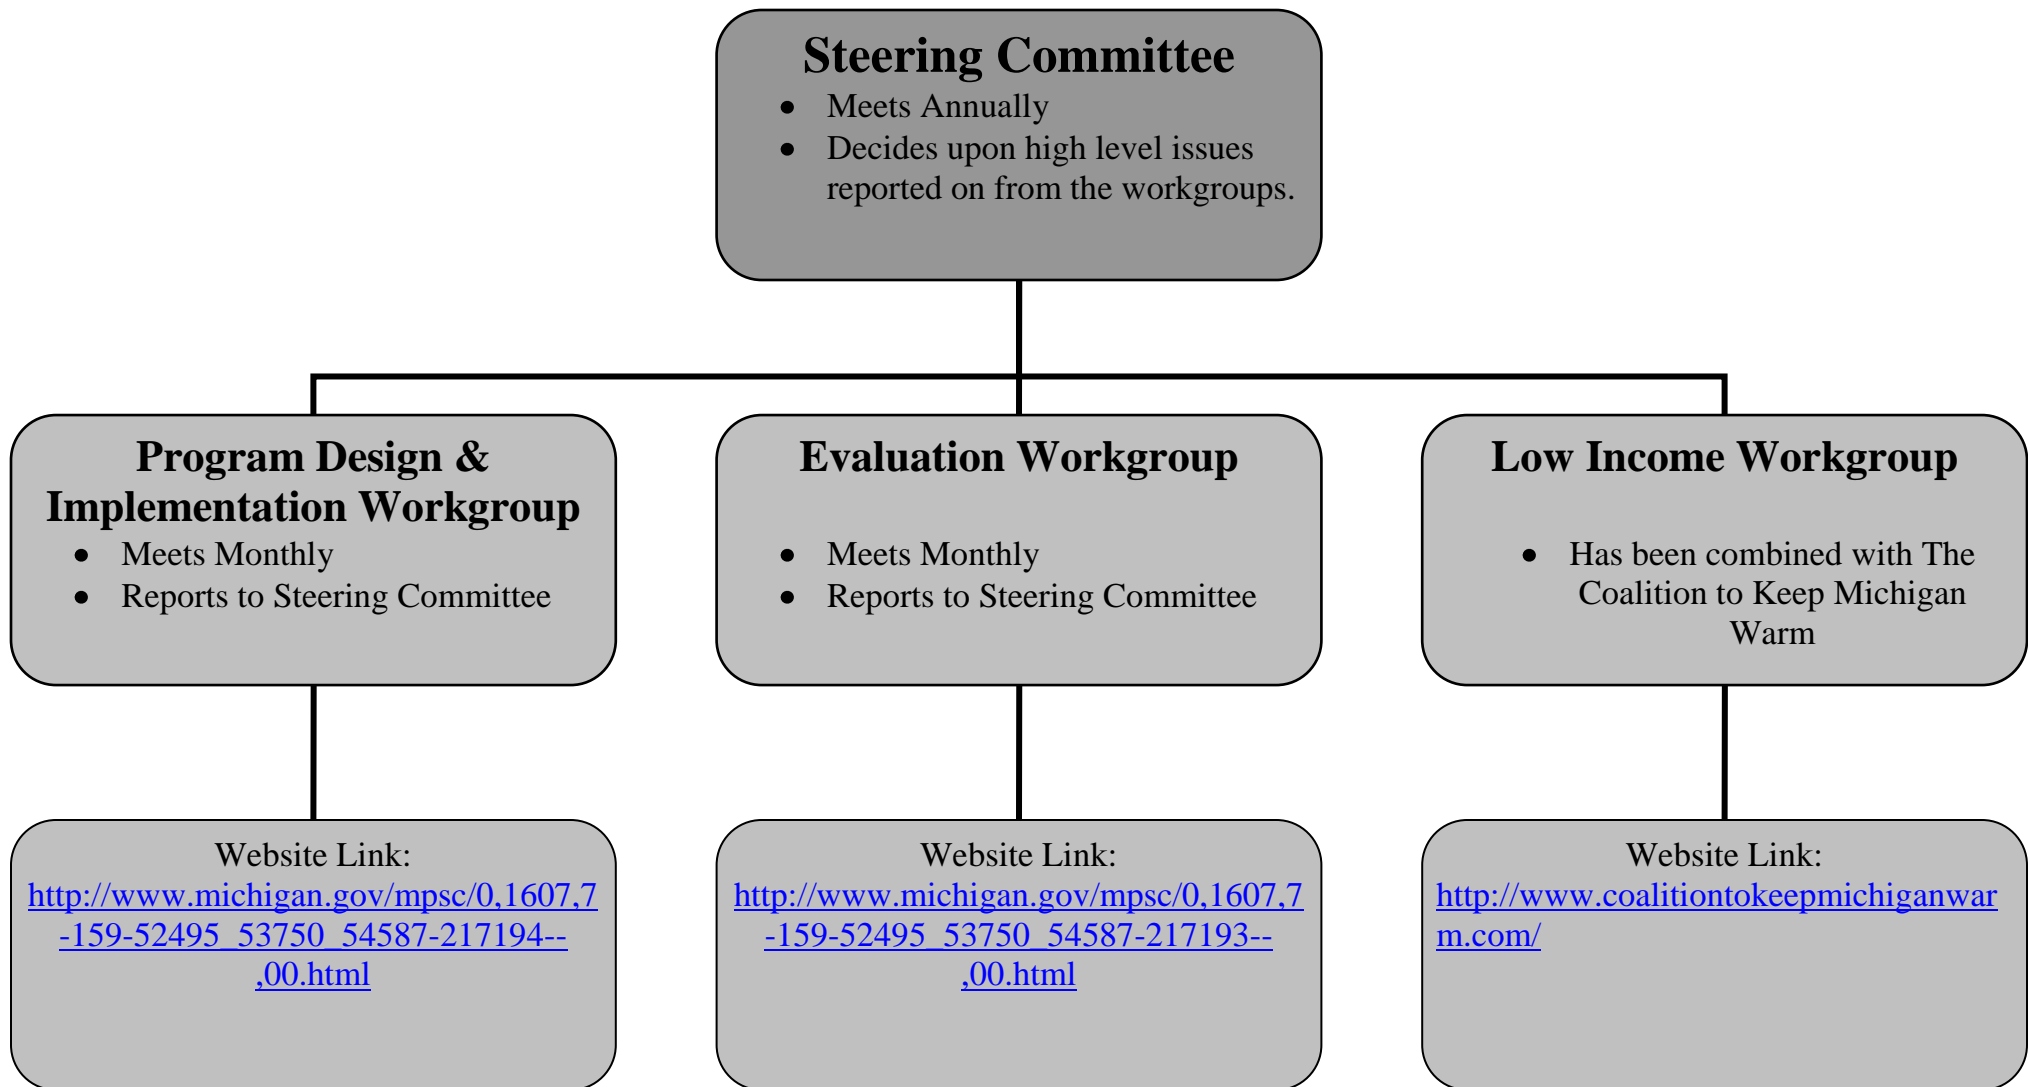 Steering Committee
• Meets Annually
• Decides upon high level issues
reported on from the workgroups.
Program Design &
Implementation Workgroup
• Meets Monthly
• Reports to Steering Committee
Evaluation Workgroup
• Meets Monthly
• Reports to Steering Committee
Low Income Workgroup
• Has been combined with The
Coalition to Keep Michigan
Warm
Website Link:
http://www.michigan.gov/mpsc/0,1607,7
-159-52495_53750_54587-217194--
,00.html
Website Link:
http://www.michigan.gov/mpsc/0,1607,7
-159-52495_53750_54587-217193--
,00.html
Website Link:
http://www.coalitiontokeepmichiganwar
m.com/